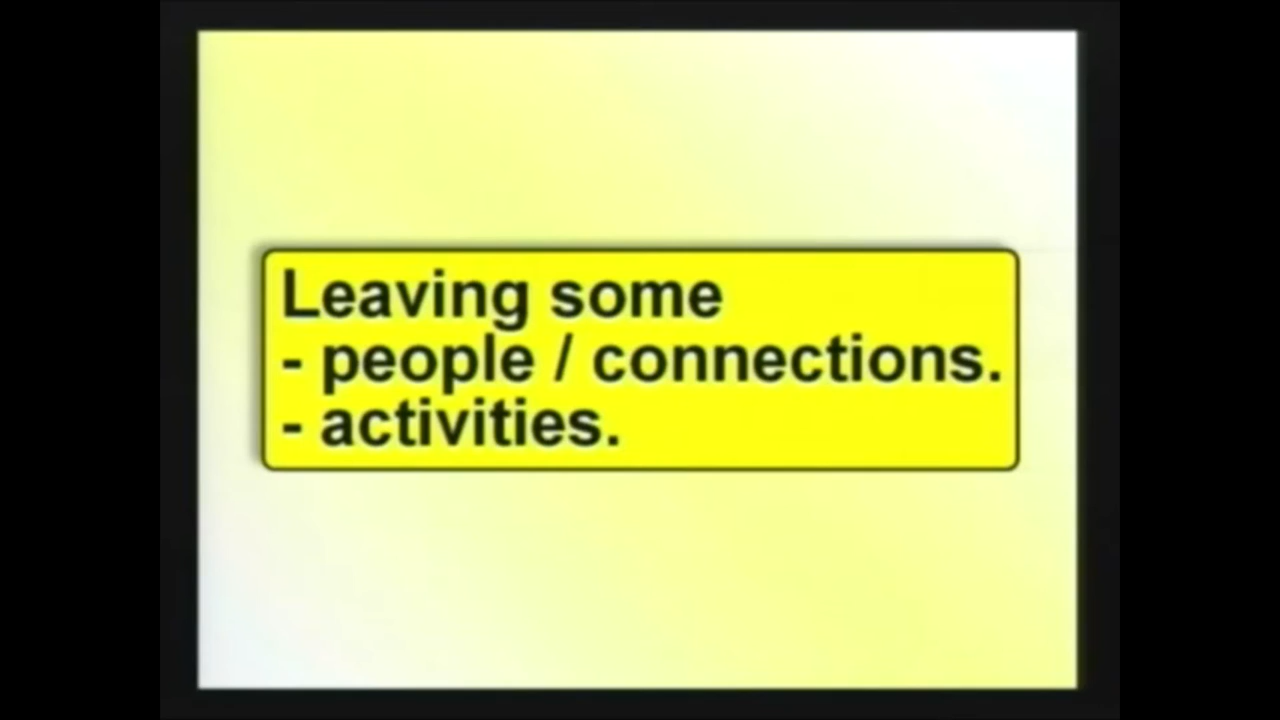 Leaving some
- people / connections.
- activities.